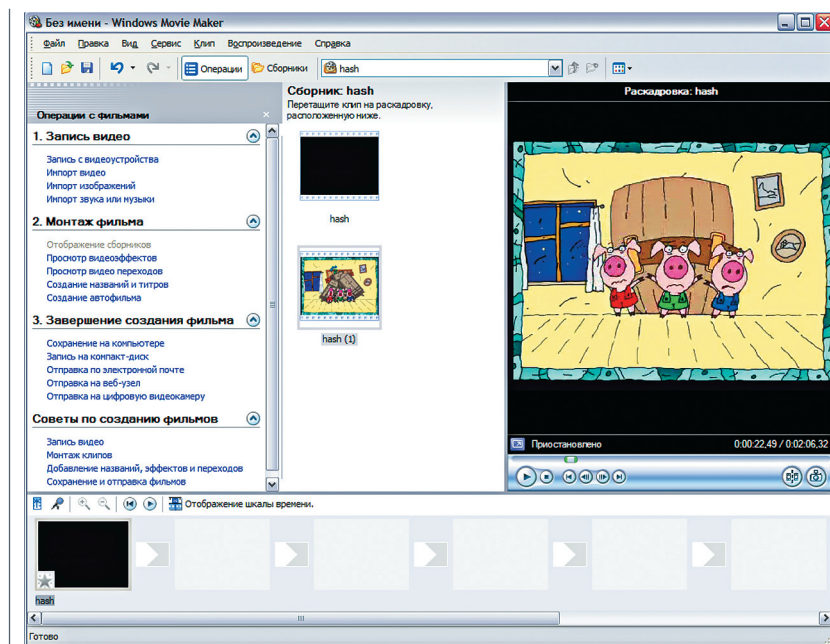 Без имени - Windows Movie Maker
Файл Правка Вид Сервис Клип Воспроизведение Справка
Операции Сборники hash
Операции с фильмами
1. Запись видео
Запись с видеоустройства
Импорт видео
Импорт изображений
Импорт звука или музыки
2. Монтаж фильма
Отображение сборников
Просмотр видеоэффектов
Просмотр видео переходов
Создание названий и титров
Создание автофильма
3. Завершение создания фильма
Сохранение на компьютере
Запись на компакт-диск
Отправка по электронной почте
Отправка на веб-узел
Отправка на цифровую видеокамеру
Советы по созданию фильмов
Запись видео
Монтаж клипов
Добавление названий, эффектов и переходов
Сохранение и отправка фильмов
Сборник: hash
Перетащите клип на раскадровку,
расположенную ниже.
hash
hash (1)
Раскадровка: hash
Приостановлено 0:00:22,49 / 0:02:06,32
Отображение шкалы времени.
hash
Готово